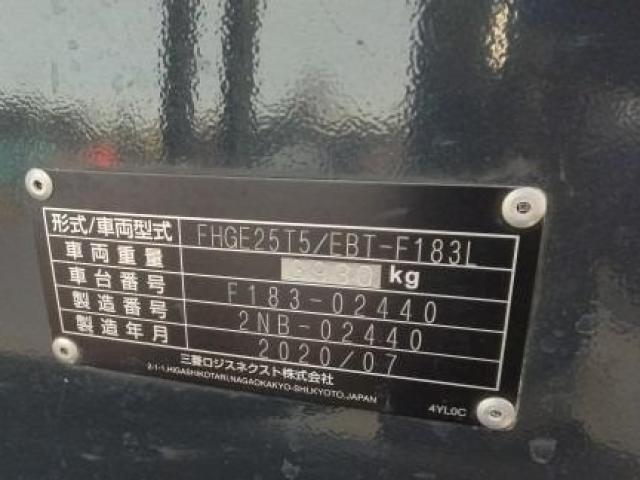 形式/車両型式 FHGE25T5/EBT-F183L
車両重量 kg
車台番号 F183-02440
製造番号 2NB-02440
製造年月 2020/07
三菱ロジスネクスト株式会社
2-1-1,HIGASHIKOTARI,NAGAOKAKYO-SHI,KYOTO,JAPAN
4YL0C